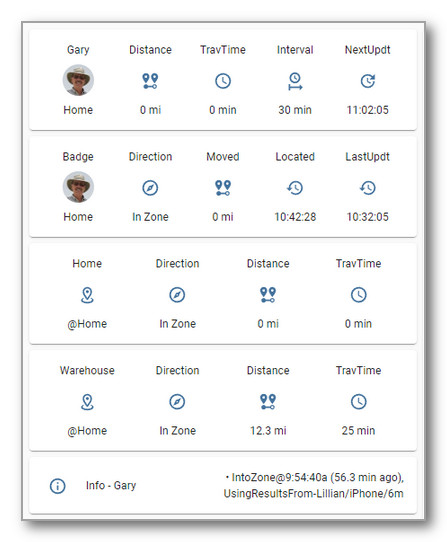 Gary Distance TravTime Interval NextUpdt
Home 0 mi 0 min 30 min 11:02:05
Badge Direction Moved Located LastUpdt
Home In Zone 0 mi 10:42:28 10:32:05
Home Direction Distance TravTime
@Home In Zone 0 mi 0 min
Warehouse Direction Distance TravTime
@Home In Zone 12.3 mi 25 min
Info - Gary • IntoZone@9:54:40a (56.3 min ago),
UsingResultsFrom-Lillian/iPhone/6m